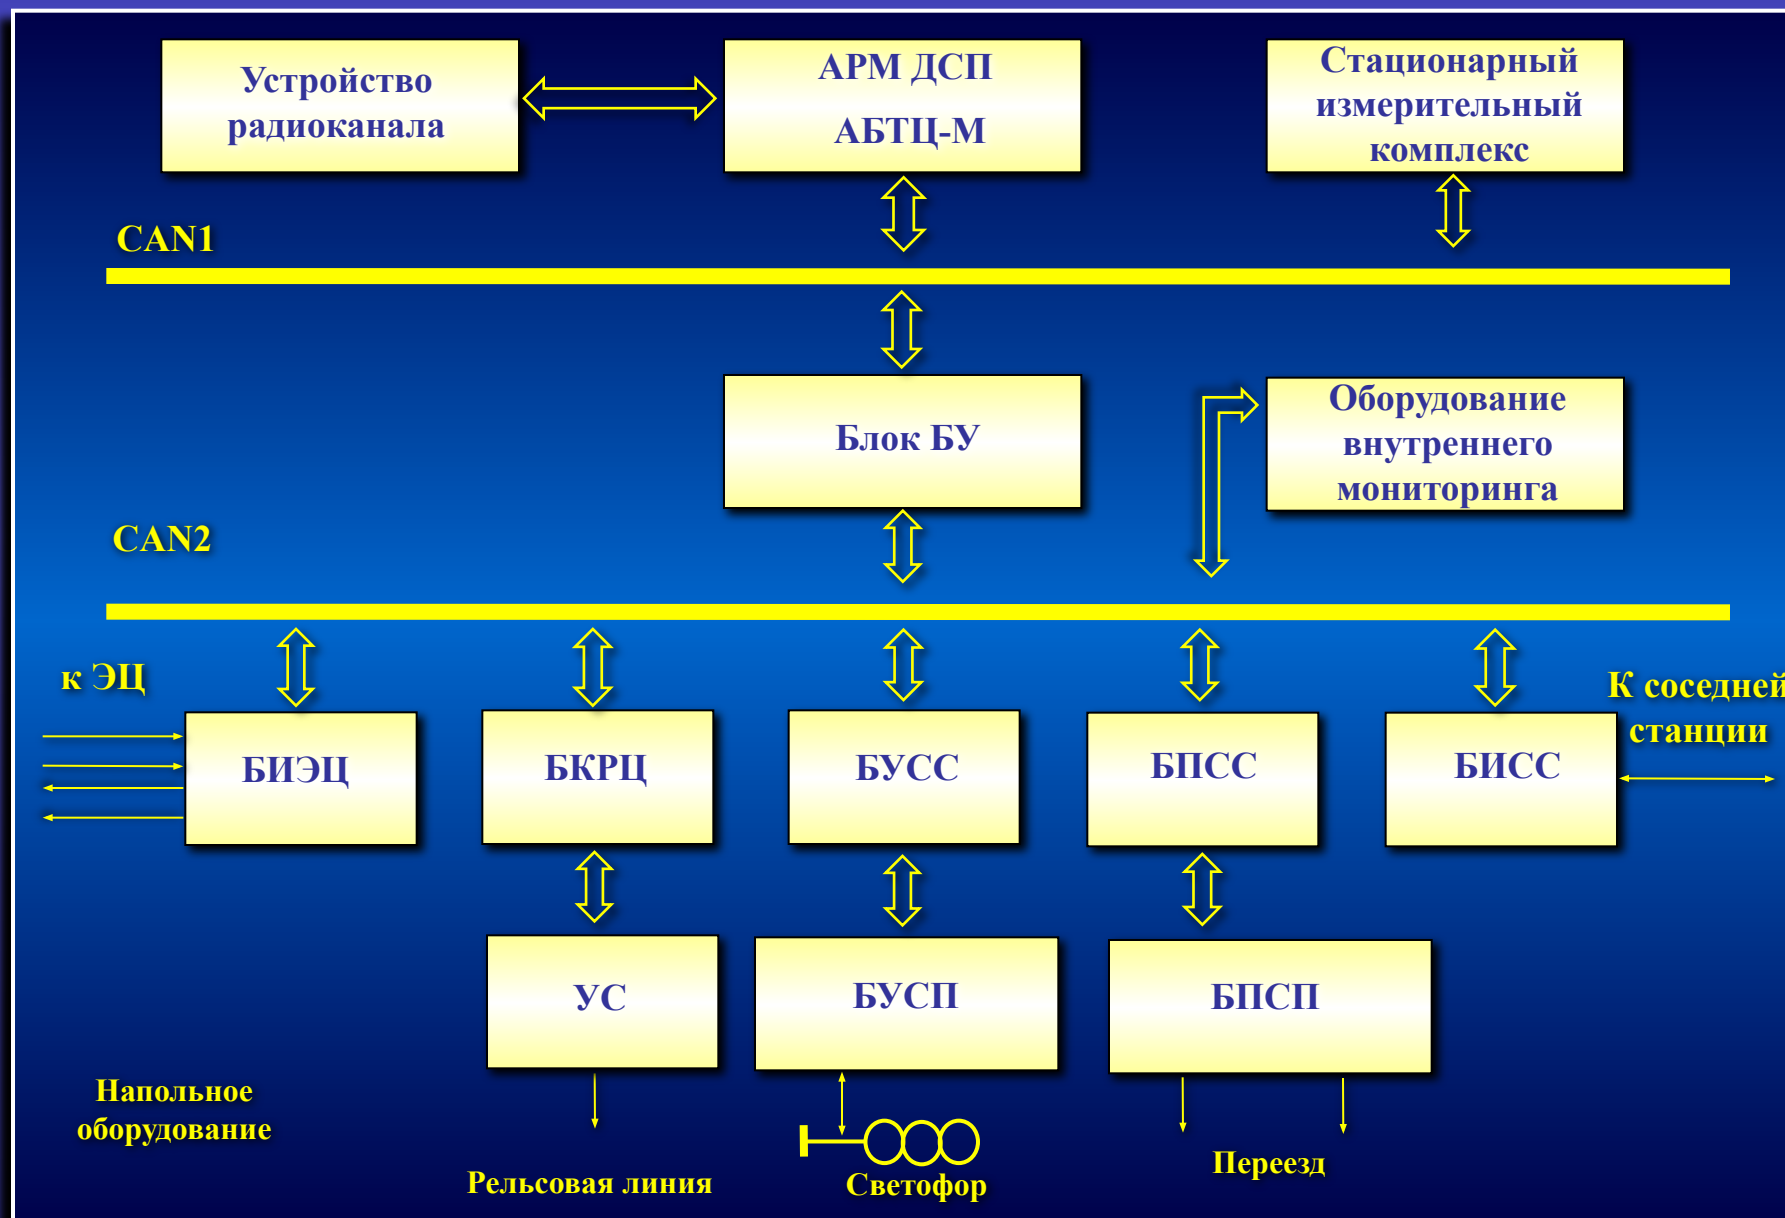 Устройство
радиоканала
АРМ ДСП
АБТЦ-М
Стационарный
измерительный
комплекс
CAN1
Блок БУ
Оборудование
внутреннего
мониторинга
CAN2
к ЭЦ
К соседней
станции
БИЭЦ
БКРЦ
БУСС
БПСС
БИСС
УС
БУСП
БПСП
Напольное
оборудование
Рельсовая линия
Светофор
Переезд